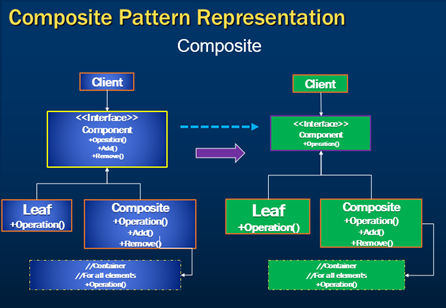 Composite Pattern Representation
Composite
Client
<<Interface>>
Component
+Operation()
+Add()
+Remove()
Leaf
+Operation()
Composite
+Operation()
+Add()
+Remove()
//Container
//For all elements
+Operation()
Client
<<Interface>>
Component
+Operation()
Leaf
+Operation()
Composite
+Operation()
+Add()
+Remove()
//Container
//For all elements
+Operation()